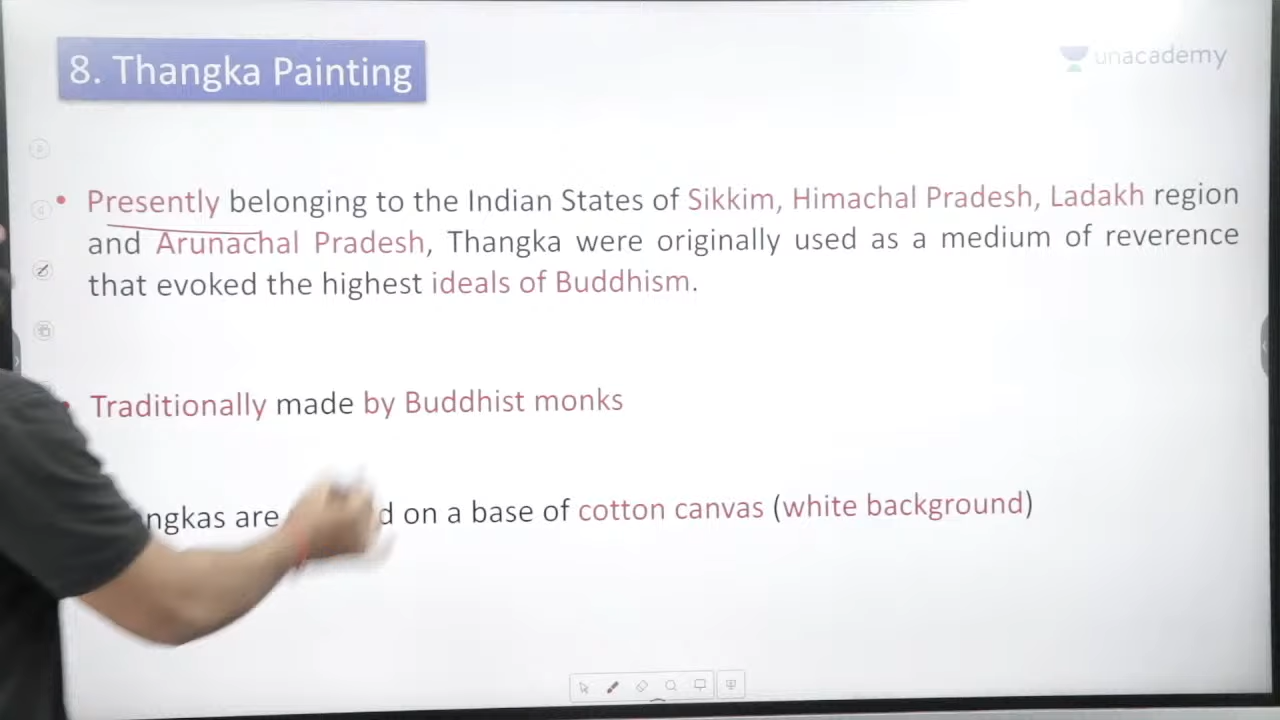 8. Thangka Painting
unacademy
• Presently belonging to the Indian States of Sikkim, Himachal Pradesh, Ladakh region
and Arunachal Pradesh, Thangka were originally used as a medium of reverence
that evoked the highest ideals of Buddhism.
• Traditionally made by Buddhist monks
ngkas are d on a base of cotton canvas (white background)